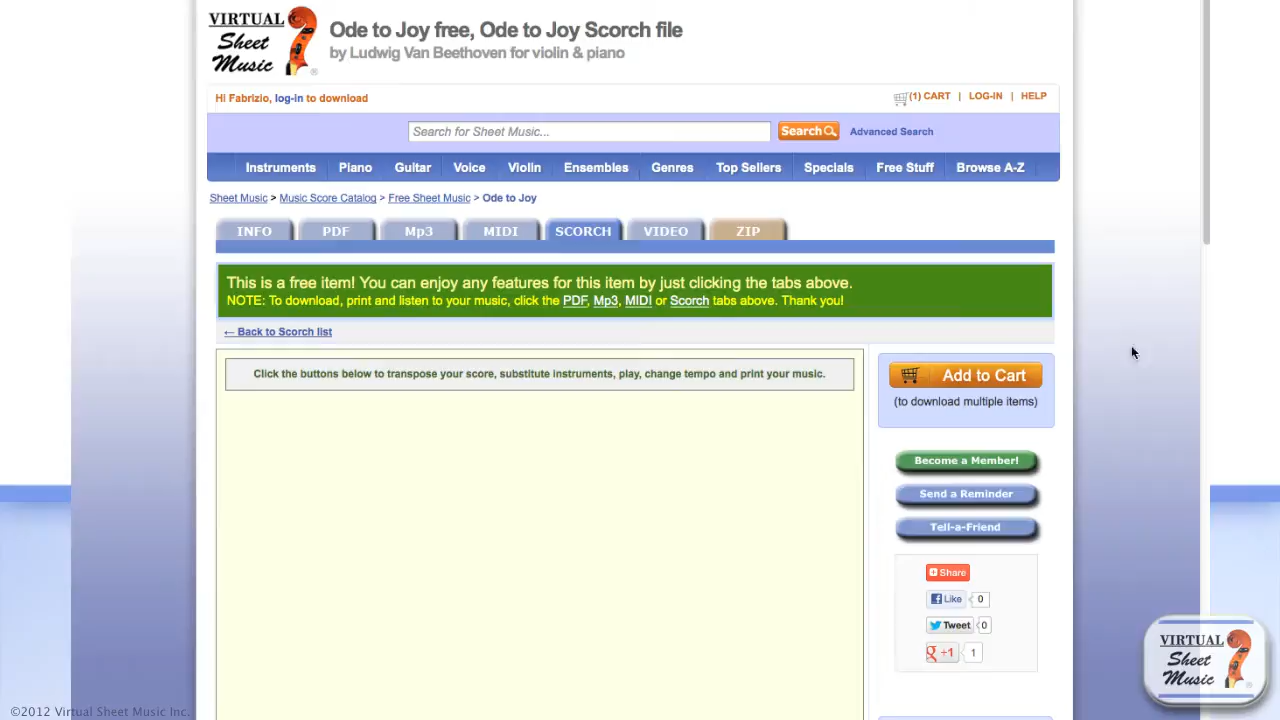 VIRTUAL
Sheet
Music
Ode to Joy free, Ode to Joy Scorch file
by Ludwig Van Beethoven for violin & piano
Hi Fabrizio, log-in to download
(1) CART | LOG-IN | HELP
Search for Sheet Music...
Search
Advanced Search
Instruments Piano Guitar Voice Violin Ensembles Genres Top Sellers Specials Free Stuff Browse A-Z
Sheet Music > Music Score Catalog > Free Sheet Music > Ode to Joy
INFO PDF Mp3 MIDI SCORCH VIDEO ZIP
This is a free item! You can enjoy any features for this item by just clicking the tabs above.
NOTE: To download, print and listen to your music, click the PDF, Mp3, MIDI or Scorch tabs above. Thank you!
← Back to Scorch list
Click the buttons below to transpose your score, substitute instruments, play, change tempo and print your music.
Add to Cart
(to download multiple items)
Become a Member!
Send a Reminder
Tell-a-Friend
Share
Like 0
Tweet 0
g +1 1
VIRTUAL
Sheet
Music
©2012 Virtual Sheet Music Inc.